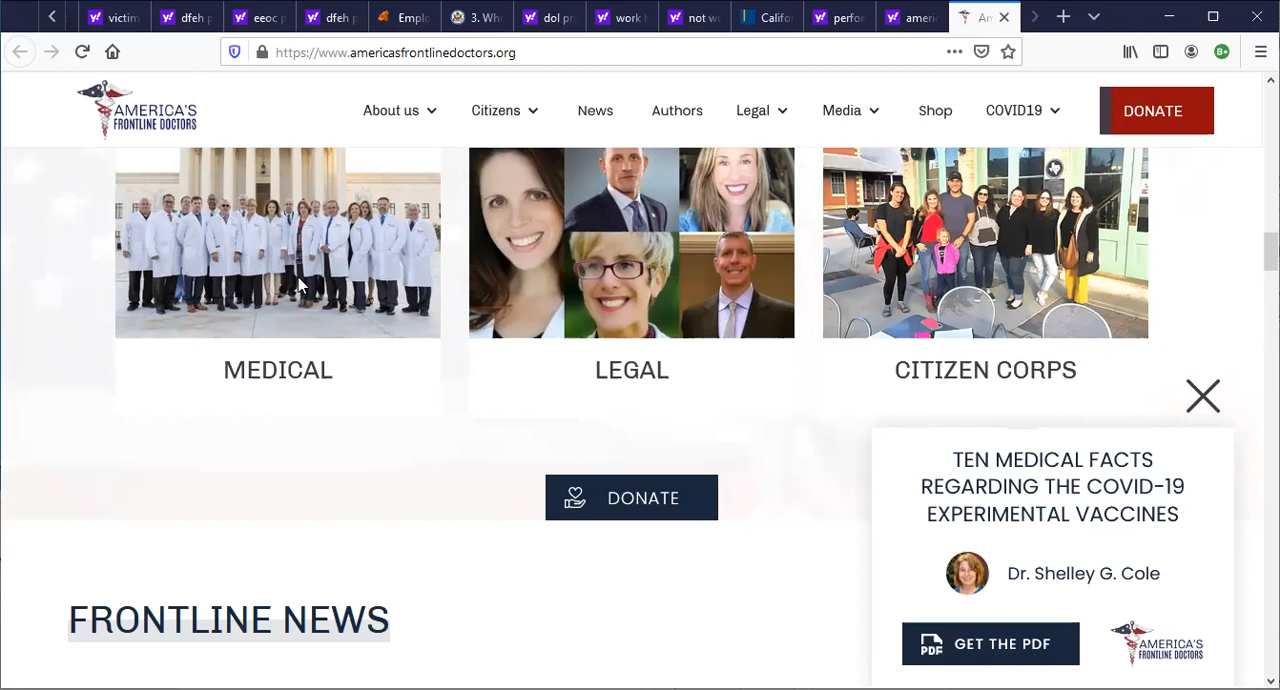 victim
dfeh p
eeoc p
dfeh p
Emplo
3. Wh
dol pr
work h
not w
Califo
perfor
americ
An
https://www.americasfrontlinedoctors.org
AMERICA'S
FRONTLINE DOCTORS
About us
Citizens
News
Authors
Legal
Media
Shop
COVID19
DONATE
MEDICAL
LEGAL
CITIZEN CORPS
DONATE
TEN MEDICAL FACTS
REGARDING THE COVID-19
EXPERIMENTAL VACCINES
Dr. Shelley G. Cole
FRONTLINE NEWS
PDF
GET THE PDF
AMERICA'S
FRONTLINE DOCTORS